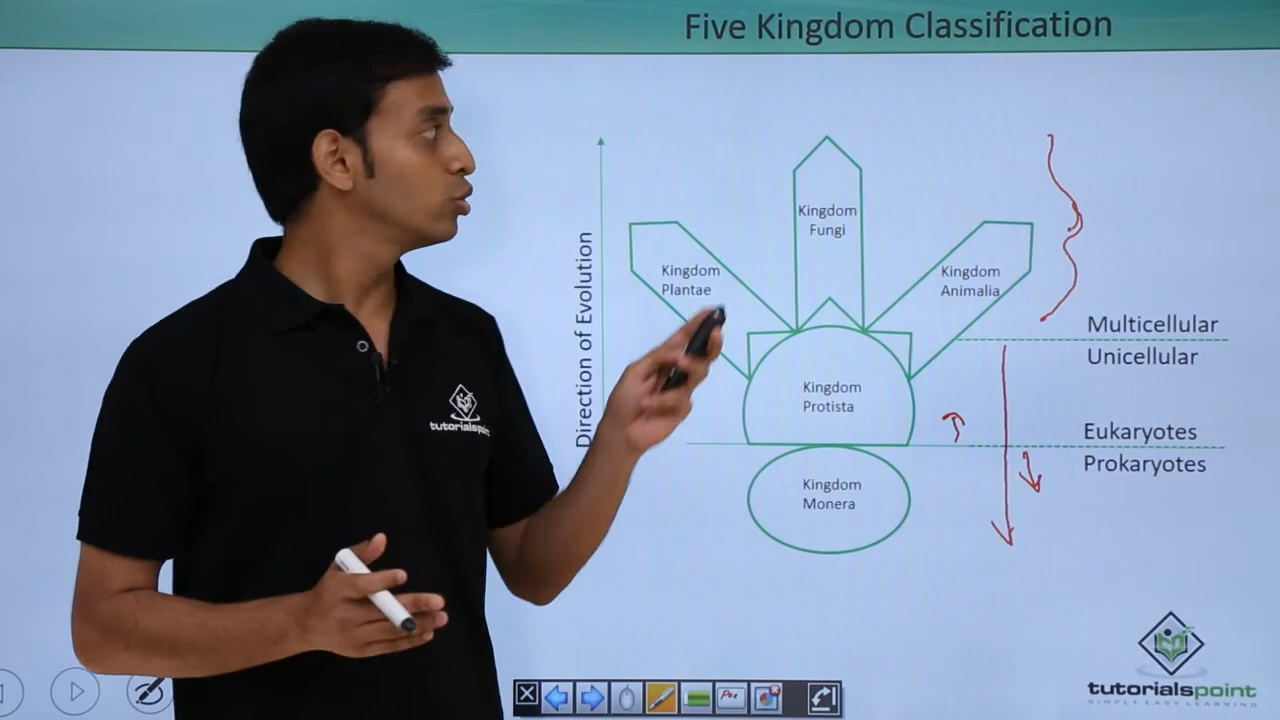 Five Kingdom Classification
Direction of Evolution
Kingdom
Fungi
Kingdom
Plantae
Kingdom
Animalia
Multicellular
Unicellular
Kingdom
Protista
Eukaryotes
Prokaryotes
Kingdom
Monera
tutorialspoint
tutorialspoint
SIMPLY EASY LEARNING